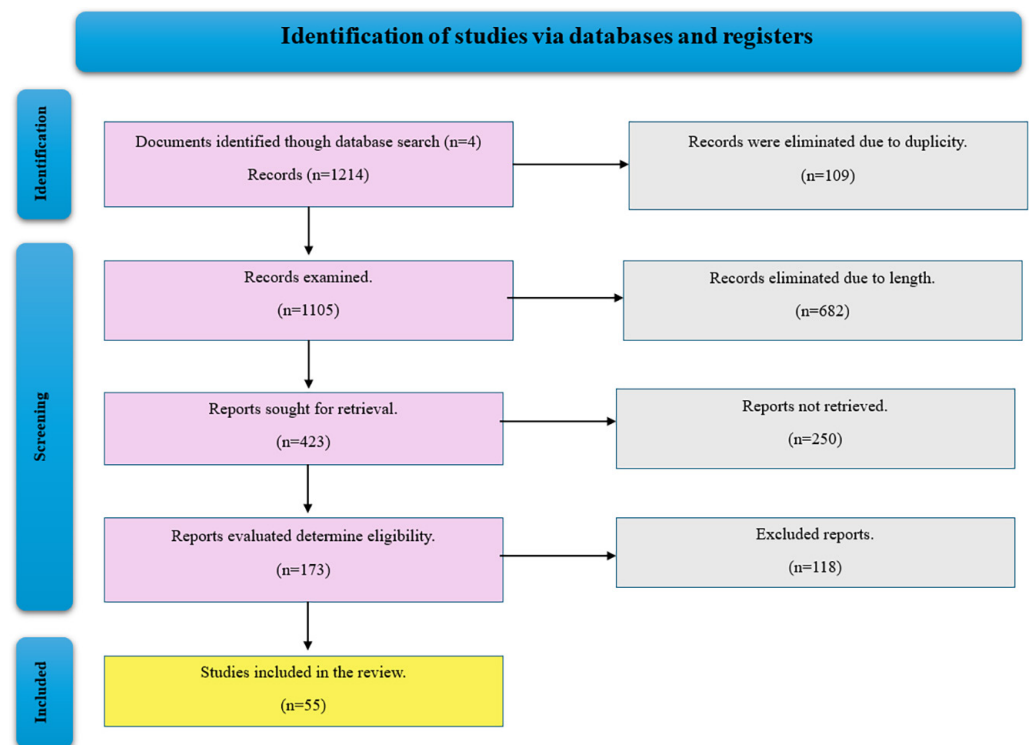 Identification of studies via databases and registers
Identification
Documents identified though database search (n=4)
Records (n=1214)
Records were eliminated due to duplicity.
(n=109)
Screening
Records examined.
(n=1105)
Records eliminated due to length.
(n=682)
Reports sought for retrieval.
(n=423)
Reports not retrieved.
(n=250)
Reports evaluated determine eligibility.
(n=173)
Excluded reports.
(n=118)
Included
Studies included in the review.
(n=55)